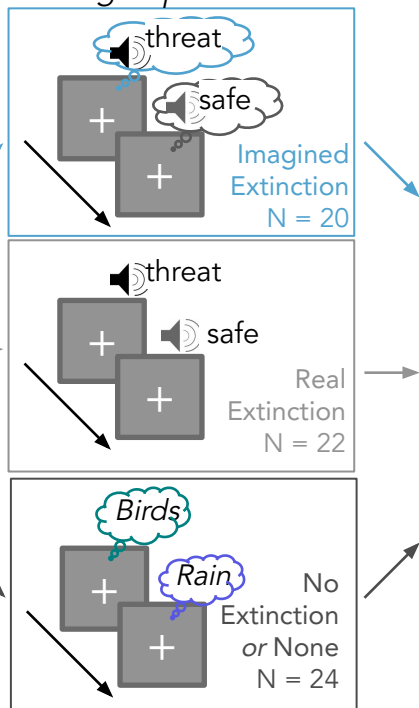 threat
safe
Imagined
Extinction
N = 20
threat
safe
Real
Extinction
N = 22
Birds
Rain
No
Extinction
or None
N = 24